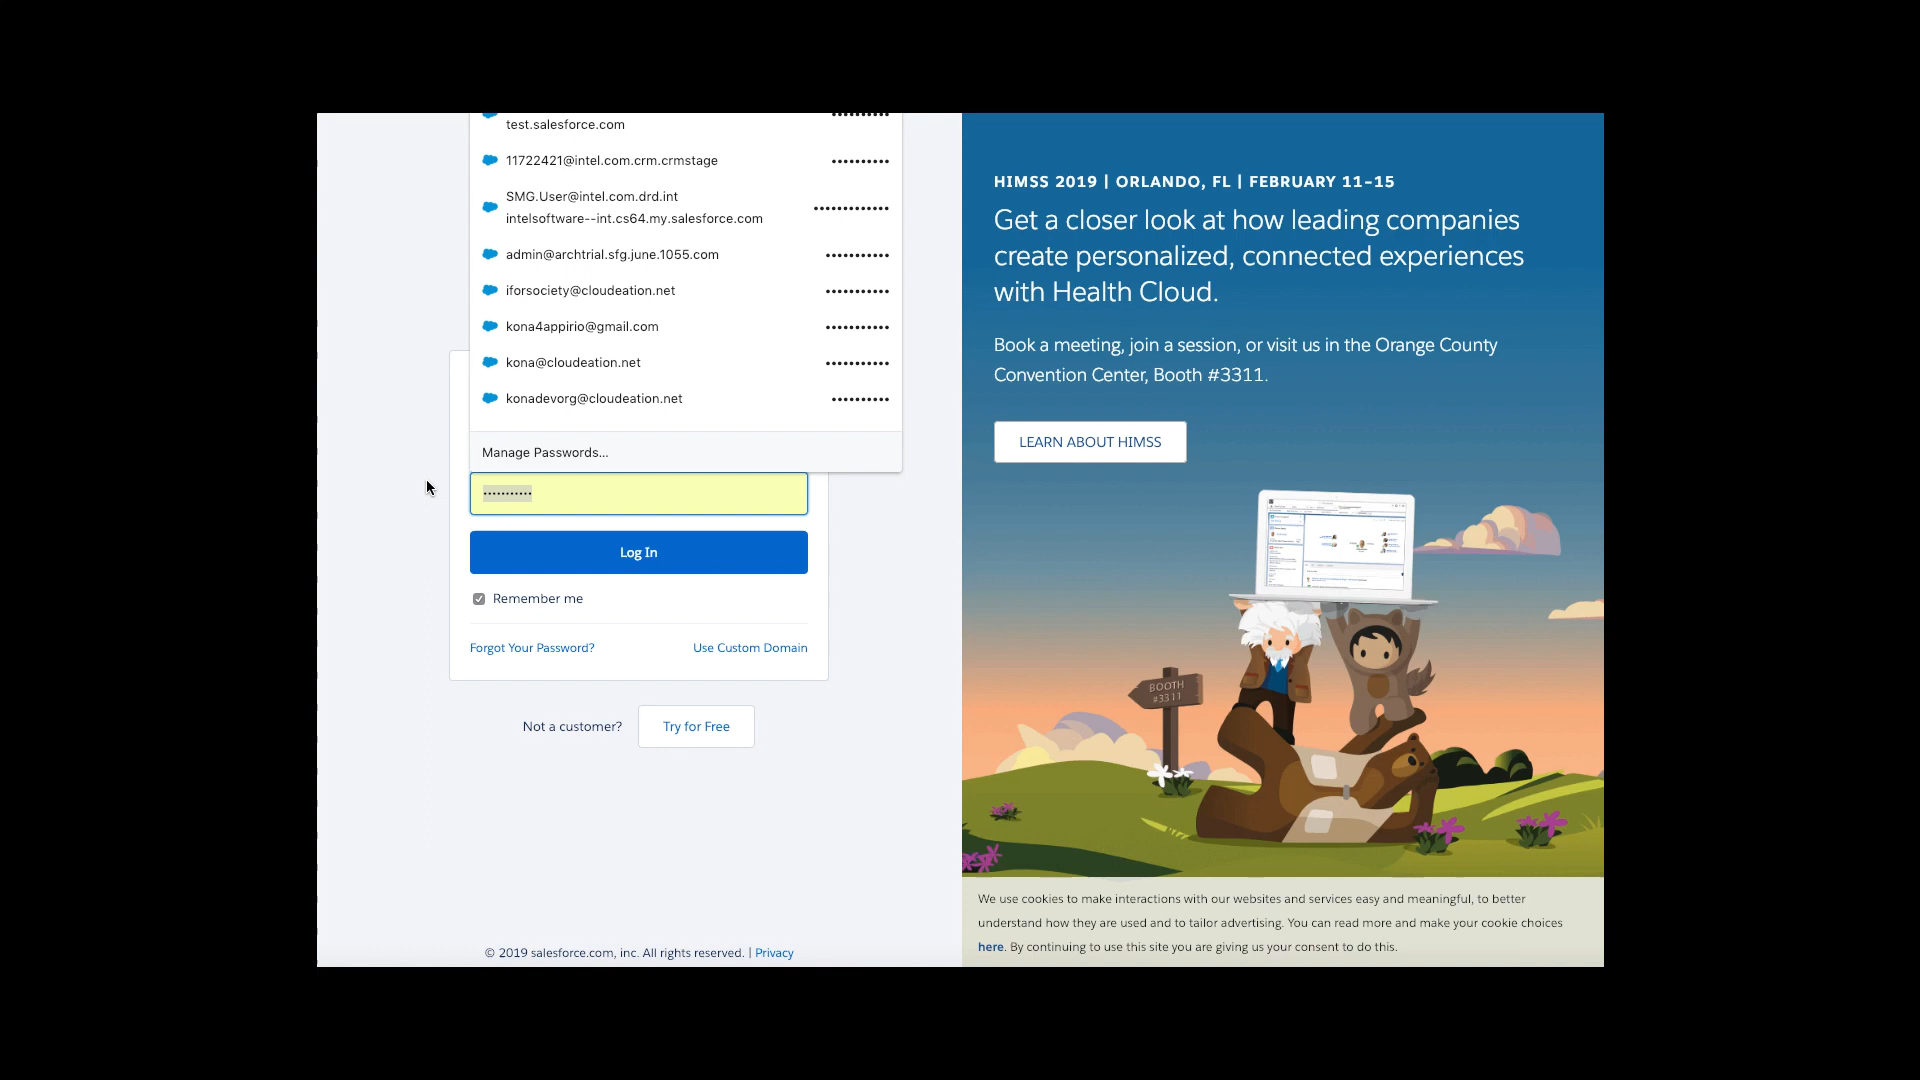 test.salesforce.com
11722421@intel.com.crm.crmstage
SMG.User@intel.com.drd.int
intelsoftware--int.cs64.my.salesforce.com
admin@archtrial.sfg.june.1055.com
iforsociety@cloudeation.net
kona4appirio@gmail.com
kona@cloudeation.net
konadevorg@cloudeation.net
Manage Passwords...
Log In
Remember me
Forgot Your Password? Use Custom Domain
Not a customer? Try for Free
© 2019 salesforce.com, inc. All rights reserved. | Privacy
HIMSS 2019 | ORLANDO, FL | FEBRUARY 11–15
Get a closer look at how leading companies
create personalized, connected experiences
with Health Cloud.
Book a meeting, join a session, or visit us in the Orange County
Convention Center, Booth #3311.
LEARN ABOUT HIMSS
BOOTH
#3311
We use cookies to make interactions with our websites and services easy and meaningful, to better
understand how they are used and to tailor advertising. You can read more and make your cookie choices
here. By continuing to use this site you are giving us your consent to do this.